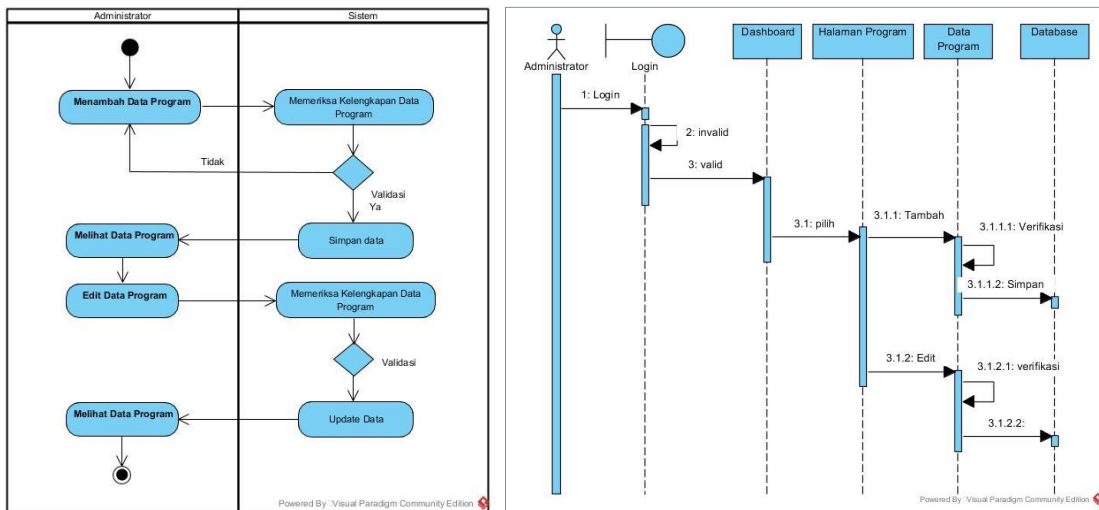 Administrator
Sistem
Menambah Data Program
Memeriksa Kelengkapan Data
Program
Tidak
Validasi
Ya
Melihat Data Program
Simpan data
Edit Data Program
Memeriksa Kelengkapan Data
Program
Validasi
Melihat Data Program
Update Data
Powered By Visual Paradigm Community Edition
Administrator
Login
Dashboard
Halaman Program
Data
Program
Database
1: Login
2: invalid
3: valid
3.1: pilih
3.1.1: Tambah
3.1.1.1: Verifikasi
3.1.1.2: Simpan
3.1.2: Edit
3.1.2.1: verifikasi
3.1.2.2:
Powered By Visual Paradigm Community Edition